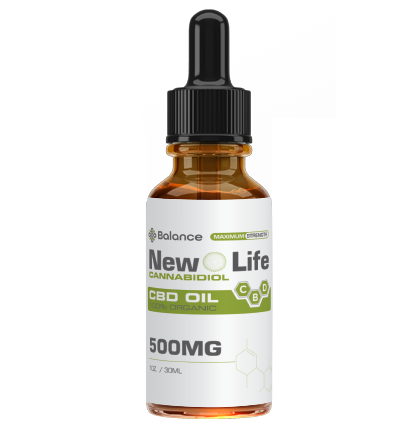 Balance MAXIMUM STRENGTH
New Life
CANNABIDIOL
CBD OIL
C B D
100% ORGANIC
500MG
1OZ. / 30ML